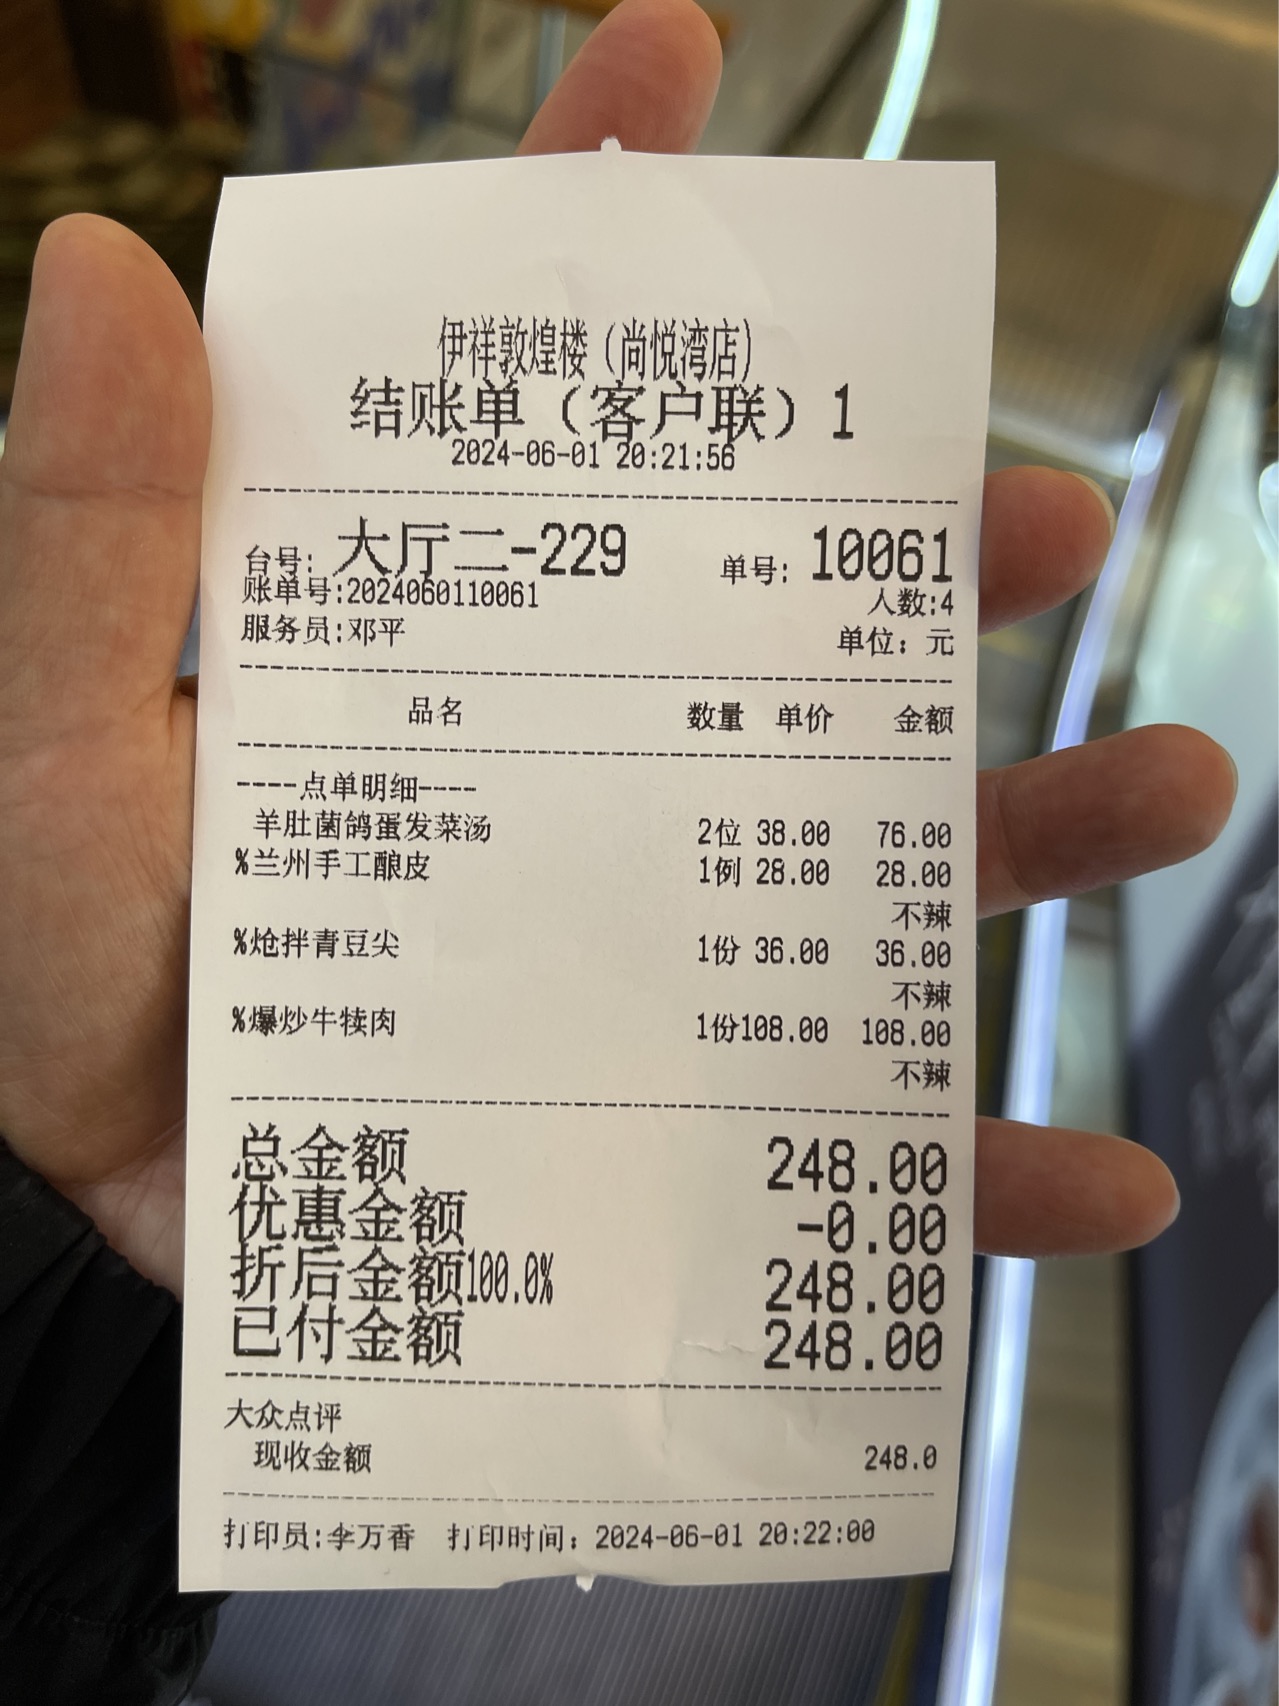 伊祥敦煌楼（尚悦湾店）
结账单（客户联）1
2024-06-01 20:21:56
台号: 大厅二-229 单号: 10061
账单号:2024060110061 人数:4
服务员:邓平 单位：元
品名 数量 单价 金额
----点单明细----
羊肚菌鸽蛋发菜汤 2位 38.00 76.00
%兰州手工酿皮 1例 28.00 28.00
不辣
%炝拌青豆尖 1份 36.00 36.00
不辣
%爆炒牛犊肉 1份108.00 108.00
不辣
总金额 248.00
优惠金额 -0.00
折后金额100.0% 248.00
已付金额 248.00
大众点评
现收金额 248.0
打印员:李万香 打印时间：2024-06-01 20:22:00